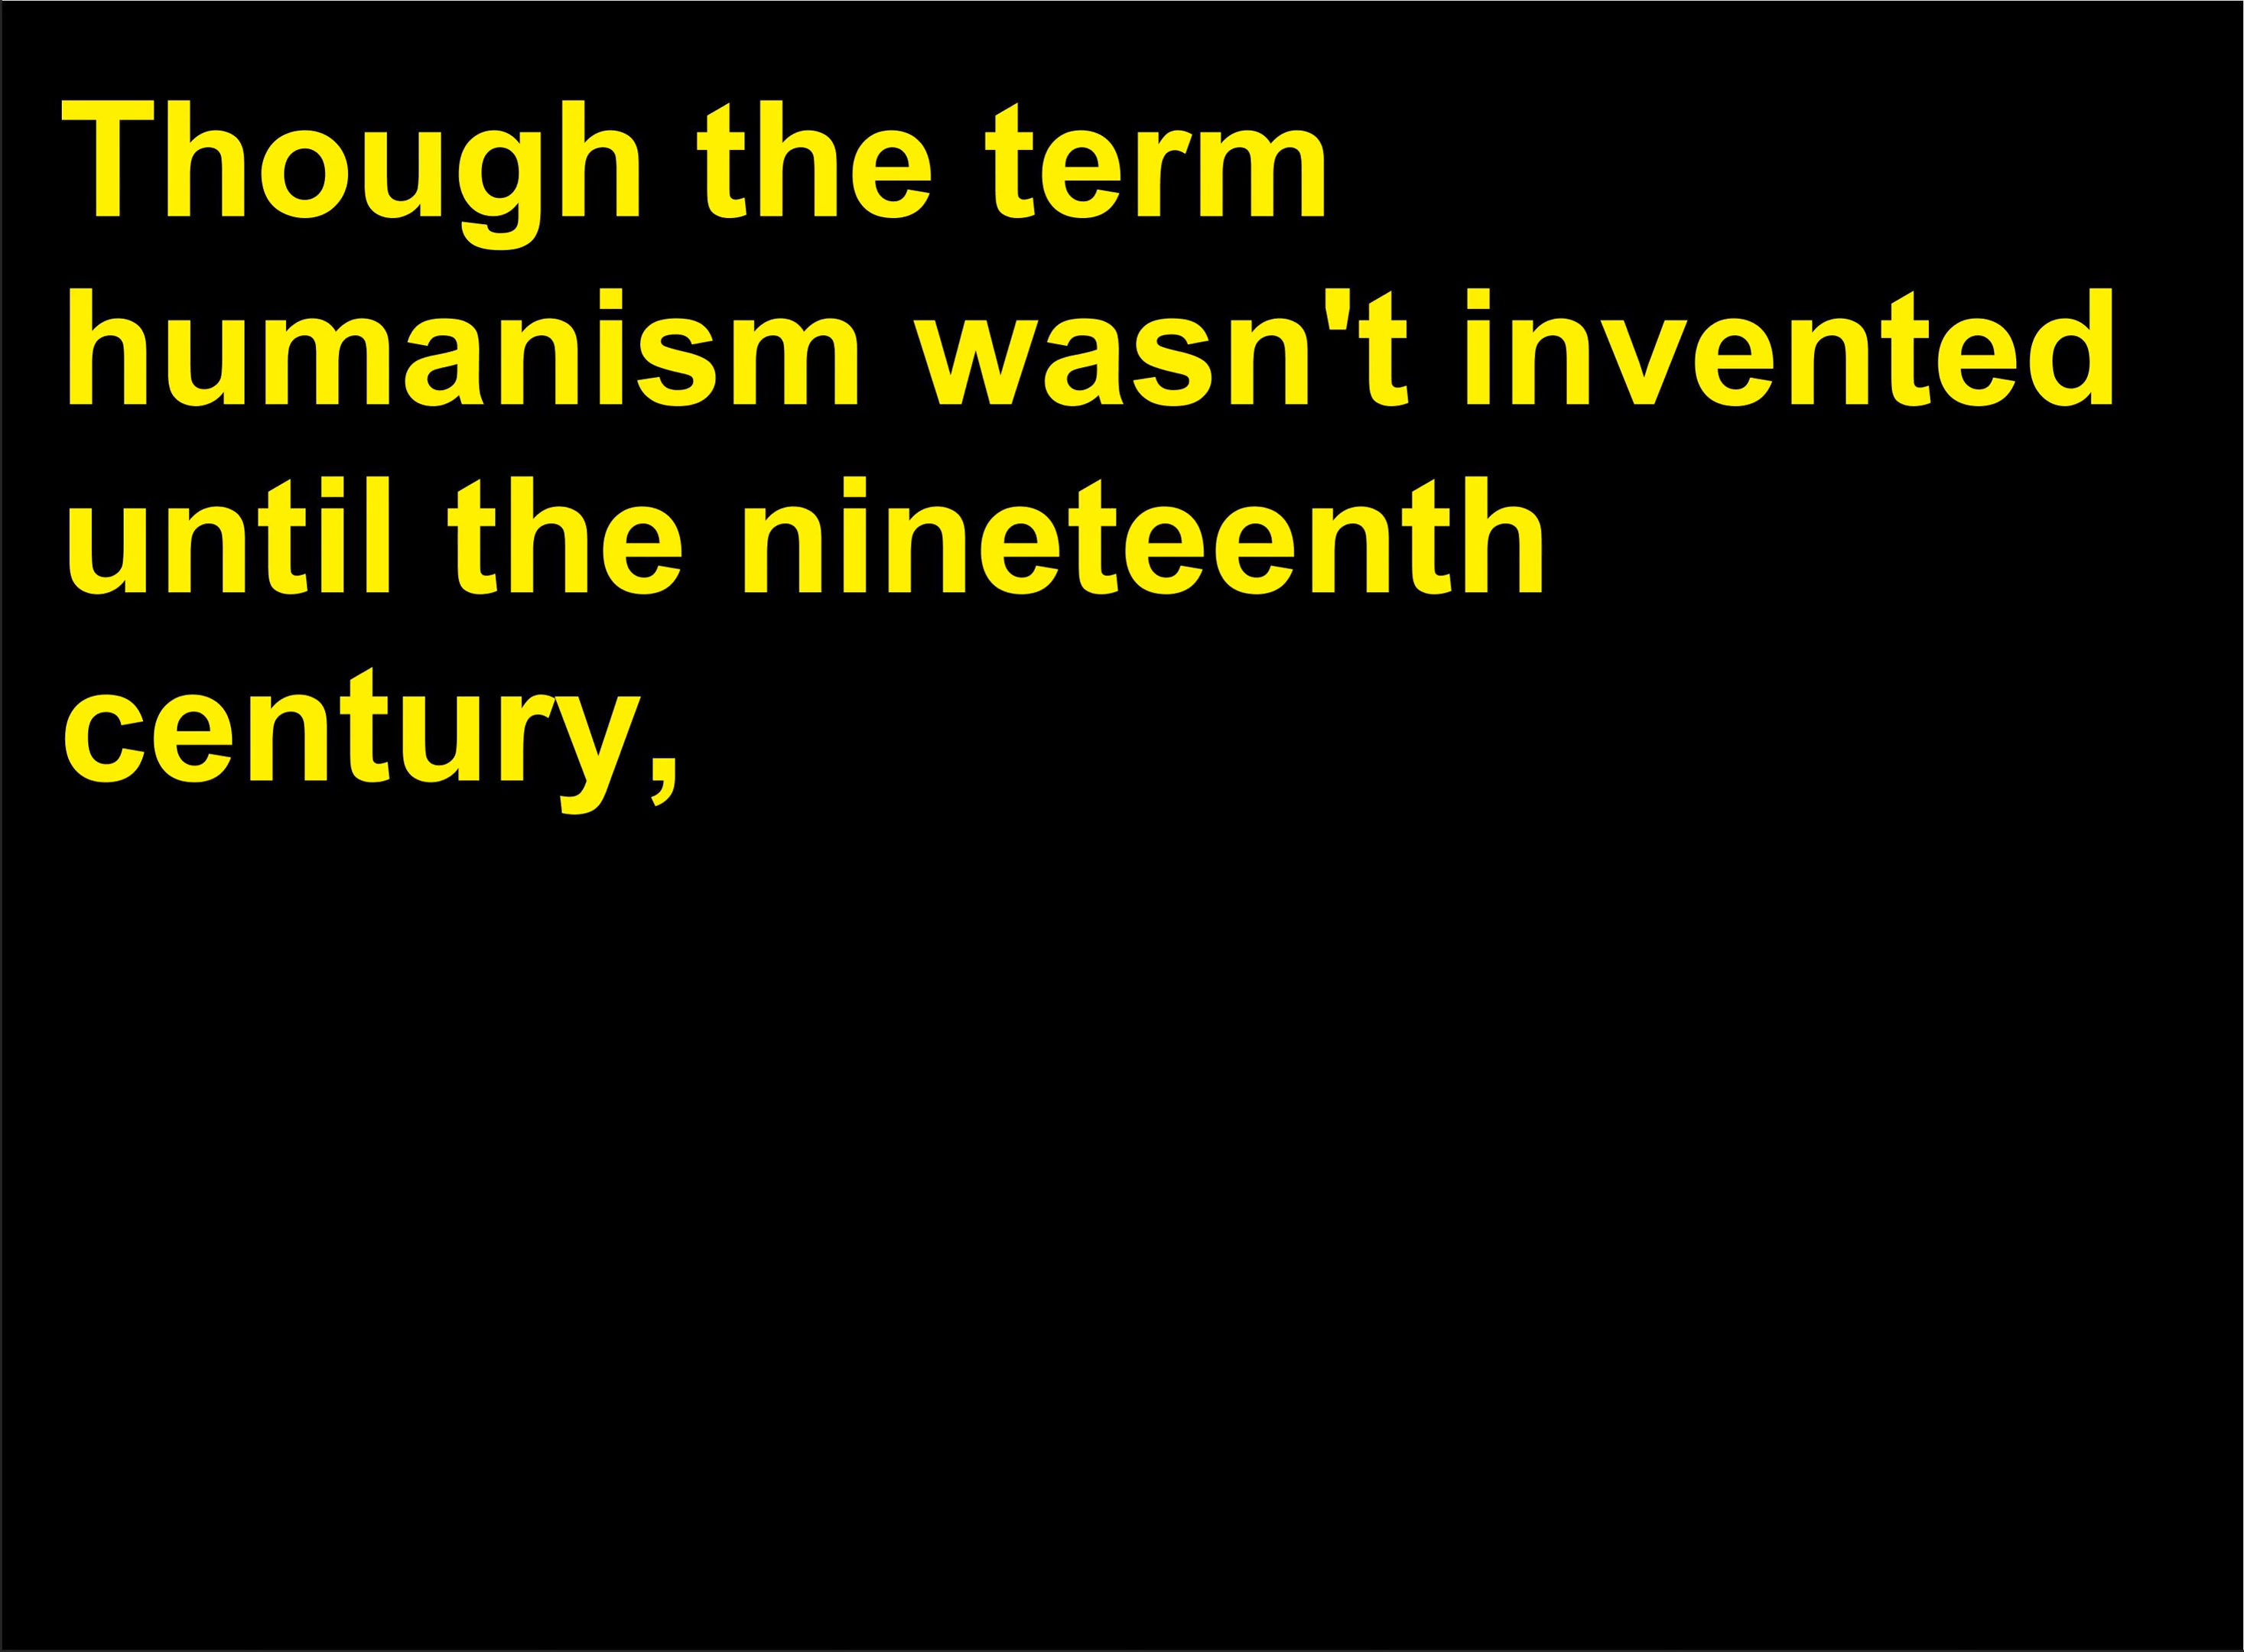 Though the term
humanism wasn't invented
until the nineteenth
century,